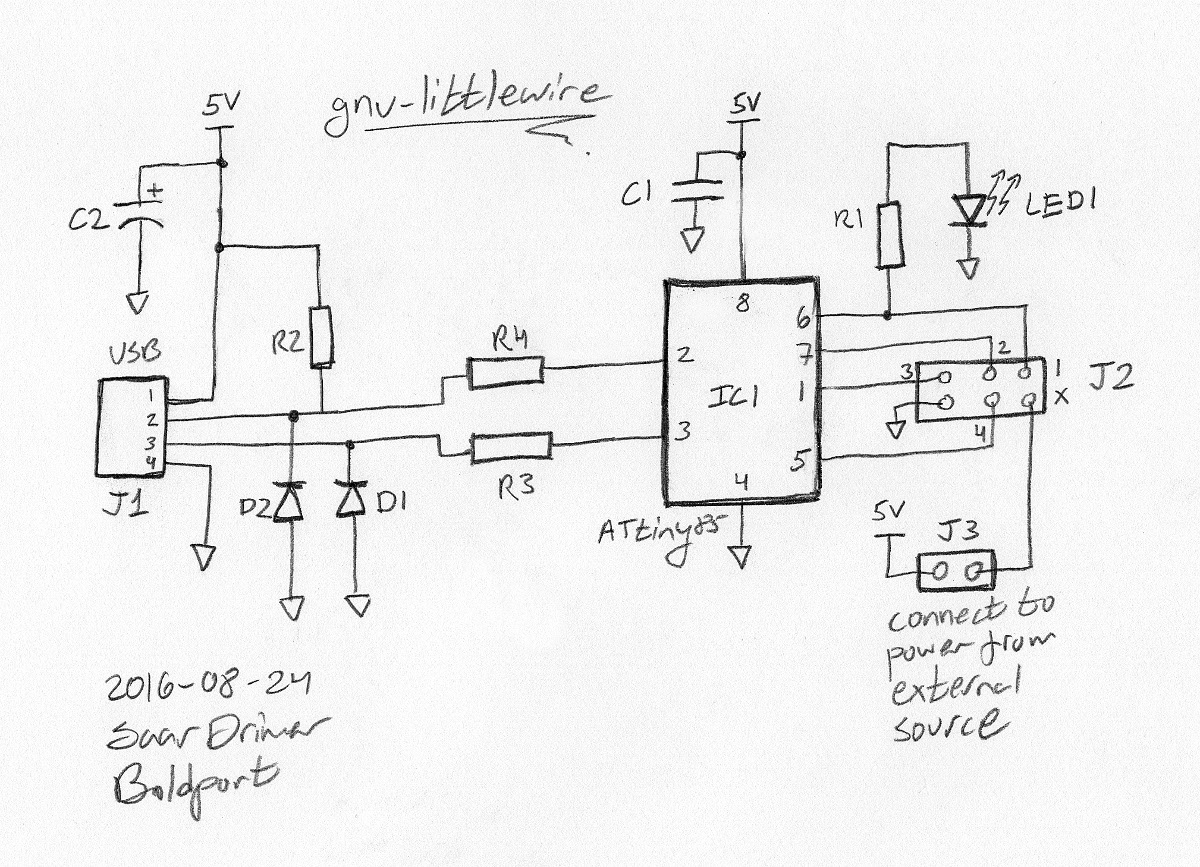 gnu-littlewire
5V
5V
C2
+
C1
R1
LED1
R2
R4
USB
8
6
7
2
1
2
3
1
J2
X
1
2
3
4
2
3
IC1
1
5
4
4
J1
D2
D1
R3
ATtiny85
5V
J3
connect to
power from
external
source
2016-08-24
Saar Drimer
Boldport